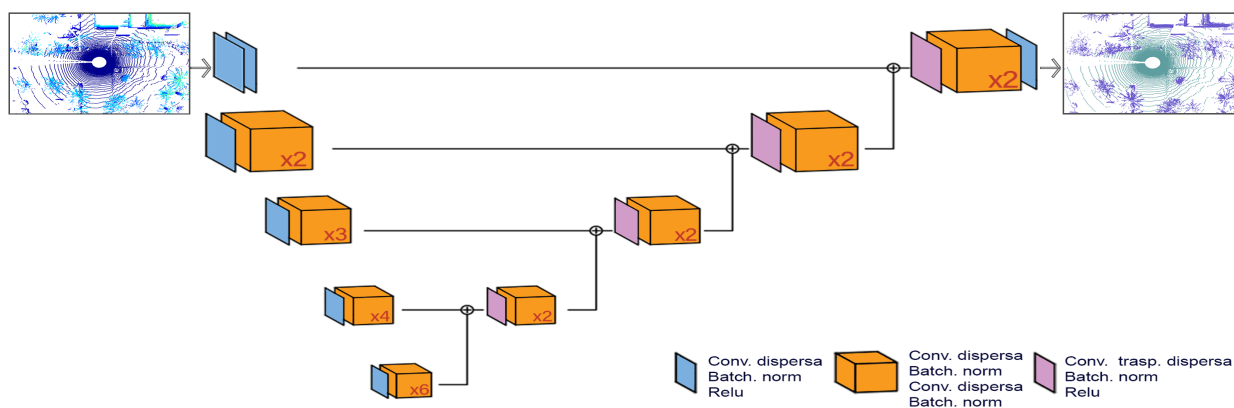 x2
x2
x2
x3
x2
x4
x2
x6
Conv. dispersa
Batch. norm
Relu
Conv. dispersa
Batch. norm
Conv. dispersa
Batch. norm
Conv. trasp. dispersa
Batch. norm
Relu